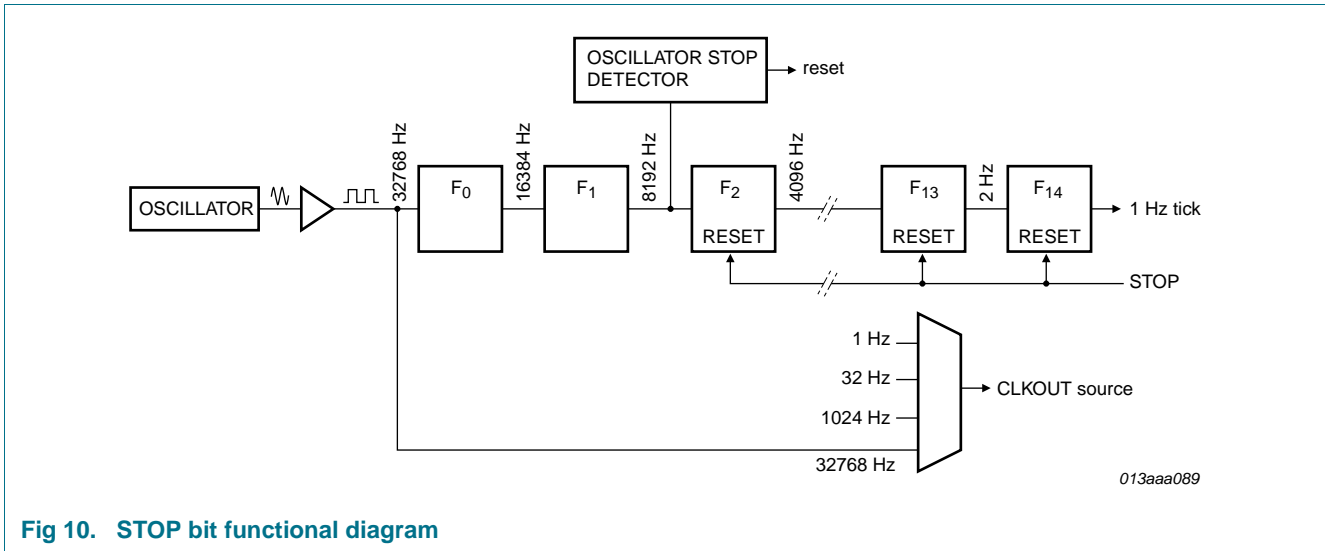 OSCILLATOR STOP
DETECTOR
reset
32768 Hz
16384 Hz
8192 Hz
4096 Hz
2 Hz
OSCILLATOR
F0
F1
F2
RESET
F13
RESET
F14
RESET
1 Hz tick
STOP
1 Hz
32 Hz
1024 Hz
32768 Hz
CLKOUT source
013aaa089
Fig 10. STOP bit functional diagram